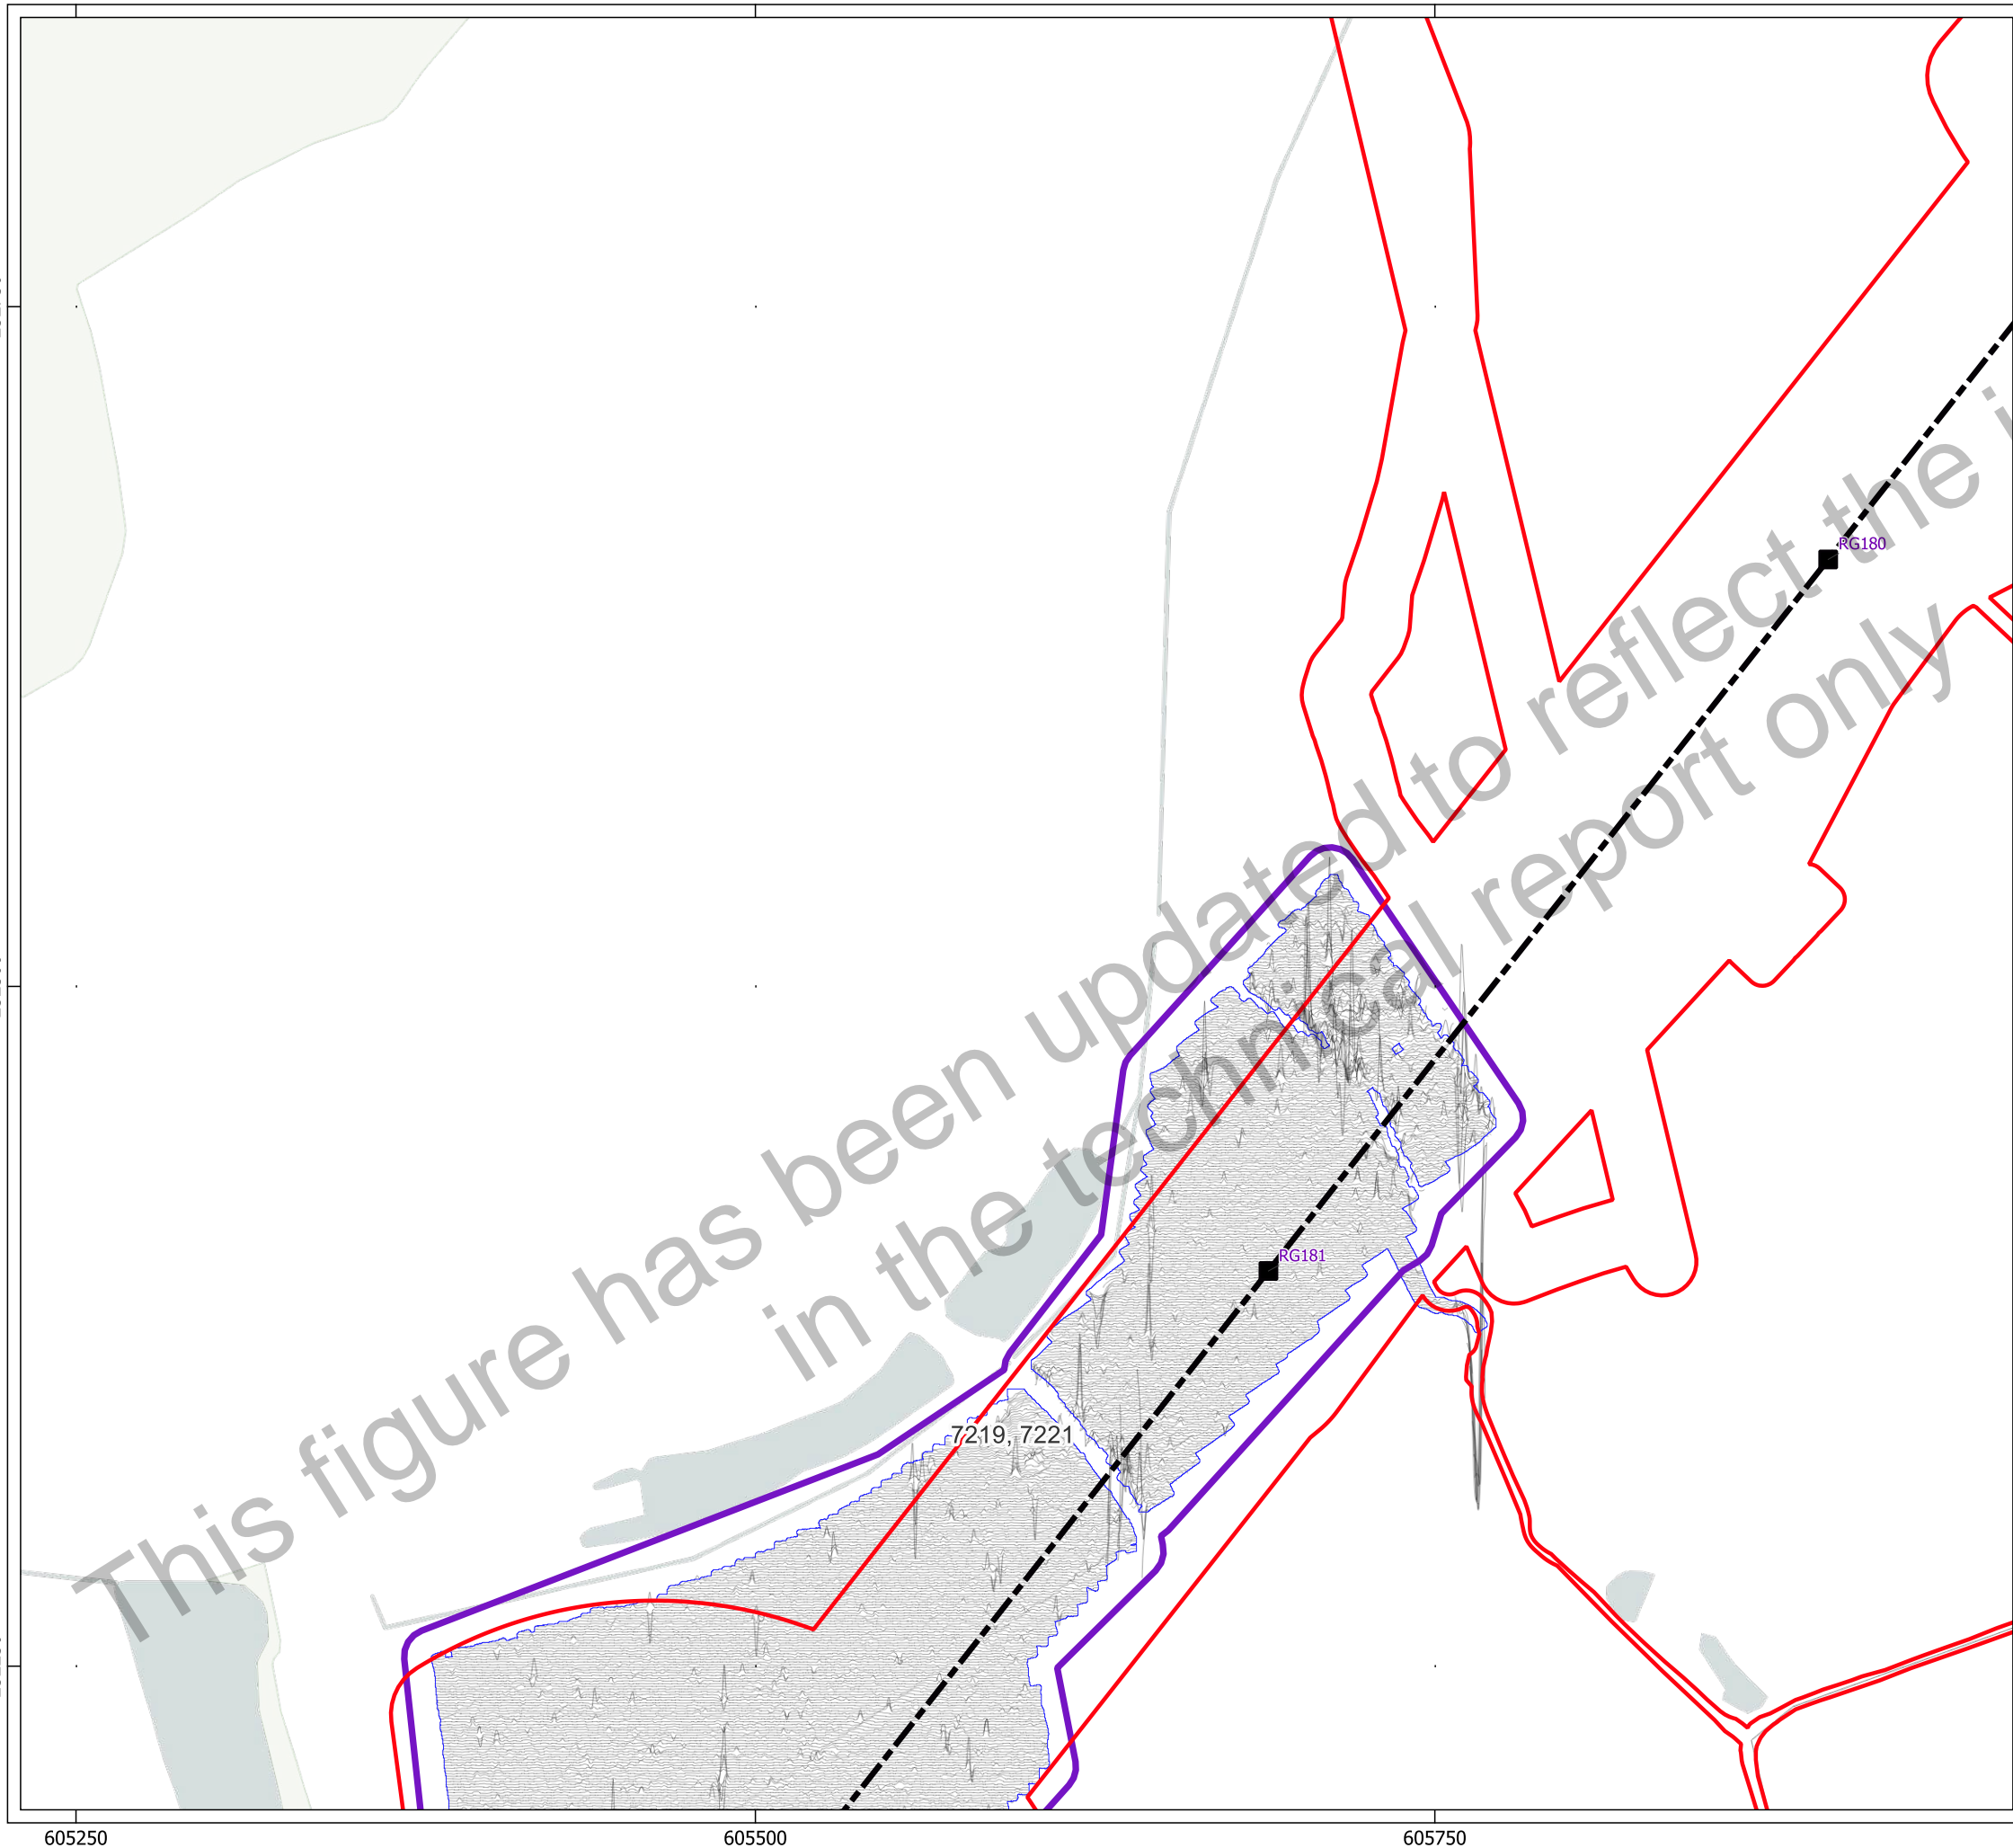 RG180
This figure has been updated to reflect the
in the technical report only
RG181
7219, 7221
605250
605500
605750